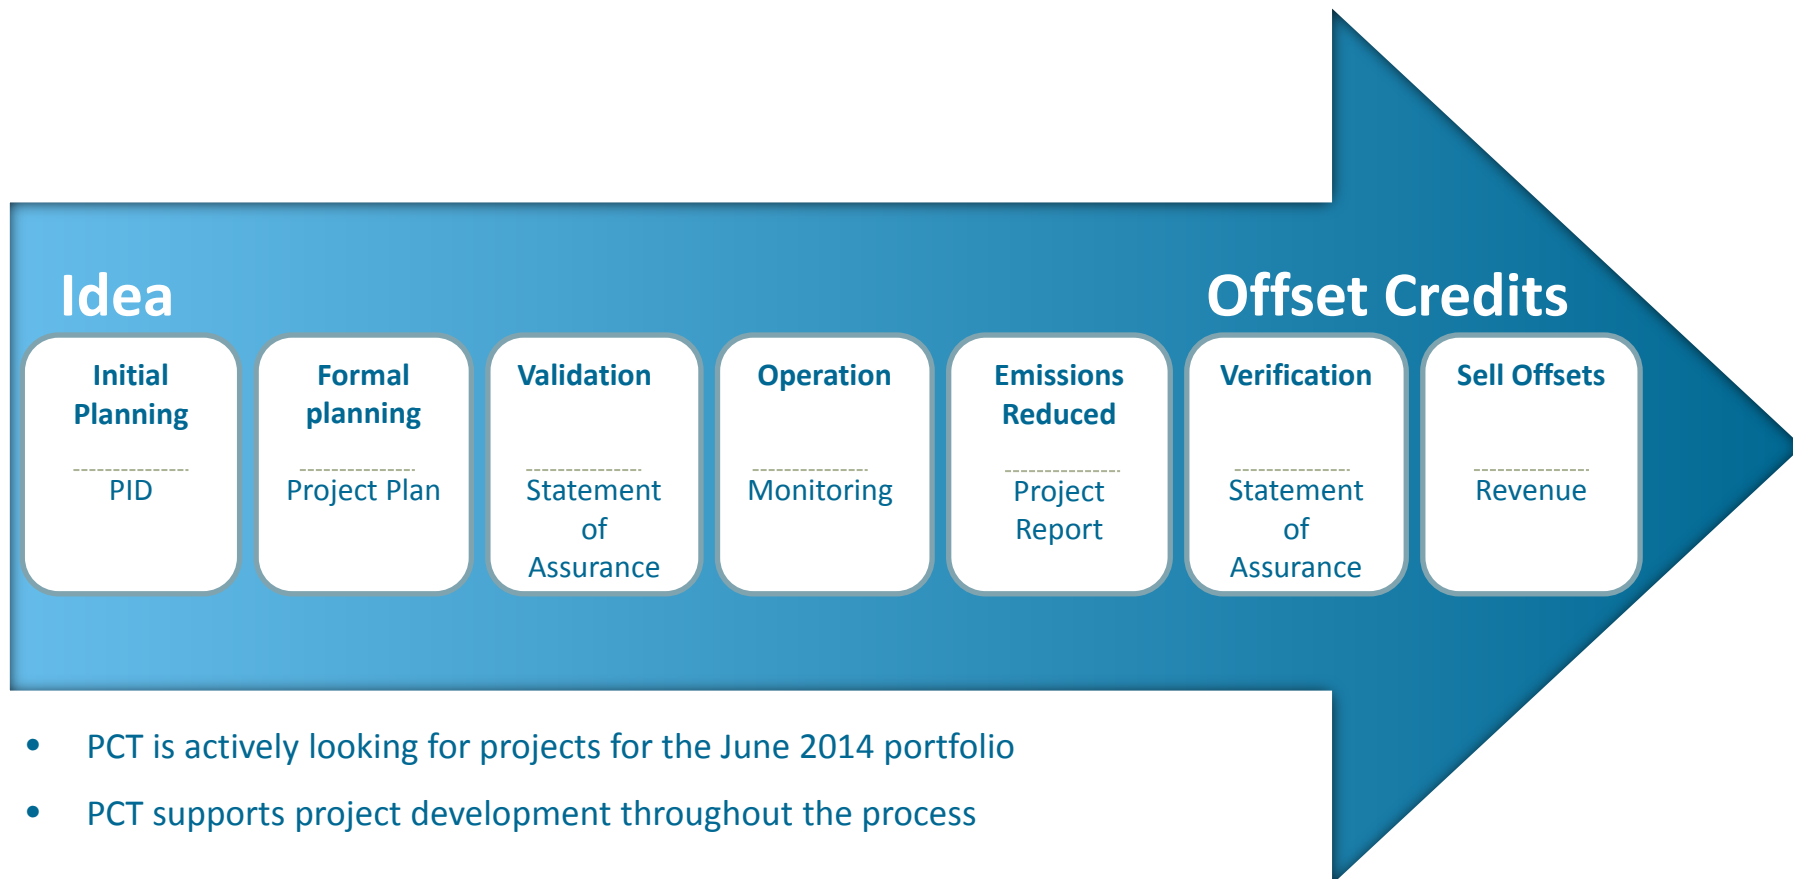 Idea
Offset Credits
Initial
Planning
PID
Formal
planning
Project Plan
Validation
Statement
of
Assurance
Operation
Monitoring
Emissions
Reduced
Project
Report
Verification
Statement
of
Assurance
Sell Offsets
Revenue
• PCT is actively looking for projects for the June 2014 portfolio
• PCT supports project development throughout the process